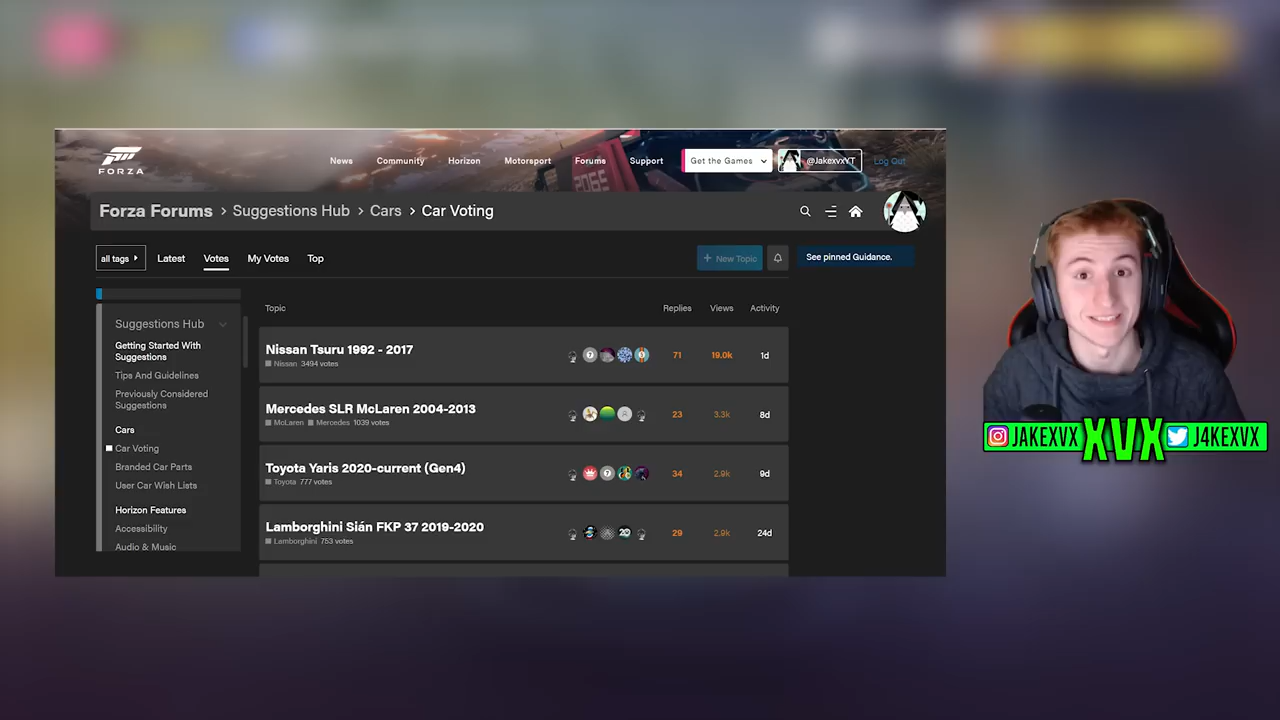 FORZA
News Community Horizon Motorsport Forums Support Get the Games @JakexvxYT Log Out
Forza Forums > Suggestions Hub > Cars > Car Voting
all tags Latest Votes My Votes Top + New Topic See pinned Guidance.
Suggestions Hub
Getting Started With
Suggestions
Tips And Guidelines
Previously Considered
Suggestions
Cars
Car Voting
Branded Car Parts
User Car Wish Lists
Horizon Features
Accessibility
Audio & Music
Topic Replies Views Activity
Nissan Tsuru 1992 - 2017 71 19.0k 1d
Nissan 3494 votes
Mercedes SLR McLaren 2004-2013 23 3.3k 8d
McLaren Mercedes 1039 votes
Toyota Yaris 2020-current (Gen4) 34 2.9k 9d
Toyota 777 votes
Lamborghini Sián FKP 37 2019-2020 29 2.9k 24d
Lamborghini 753 votes
JAKEXVX XVX J4KEXVX